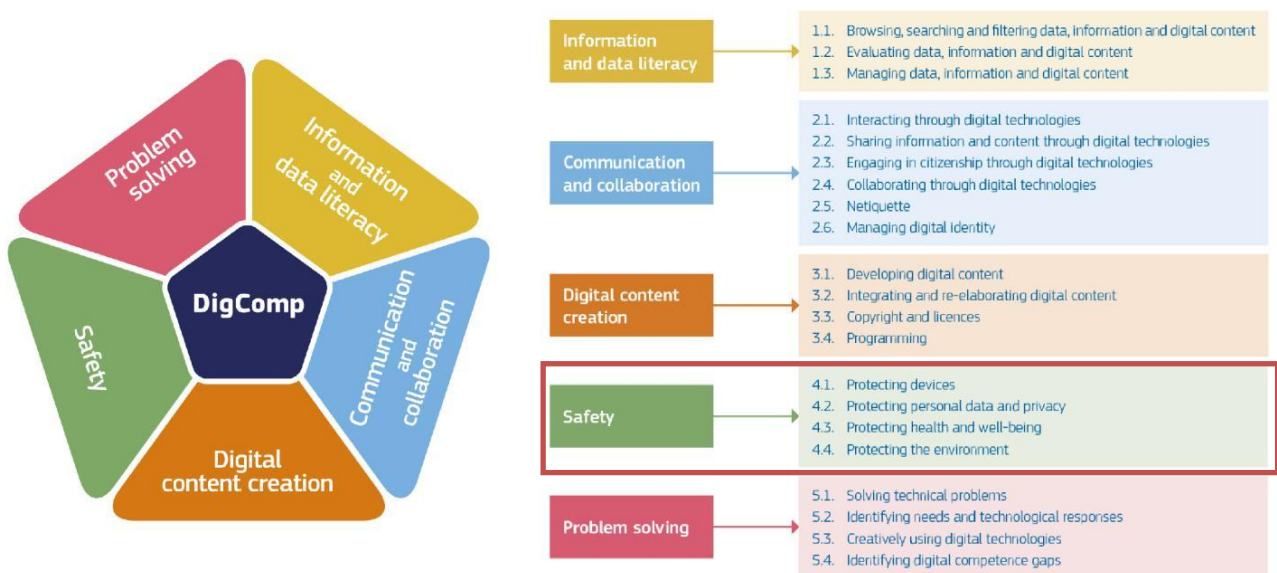 Problem
solving
Information
and
data literacy
DigComp
Safety
Communication
and
collaboration
Digital
content creation
Information
and data literacy
1.1. Browsing, searching and filtering data, information and digital content
1.2. Evaluating data, information and digital content
1.3. Managing data, information and digital content
Communication
and collaboration
2.1. Interacting through digital technologies
2.2. Sharing information and content through digital technologies
2.3. Engaging in citizenship through digital technologies
2.4. Collaborating through digital technologies
2.5. Netiquette
2.6. Managing digital identity
Digital content
creation
3.1. Developing digital content
3.2. Integrating and re-elaborating digital content
3.3. Copyright and licences
3.4. Programming
Safety
4.1. Protecting devices
4.2. Protecting personal data and privacy
4.3. Protecting health and well-being
4.4. Protecting the environment
Problem solving
5.1. Solving technical problems
5.2. Identifying needs and technological responses
5.3. Creatively using digital technologies
5.4. Identifying digital competence gaps